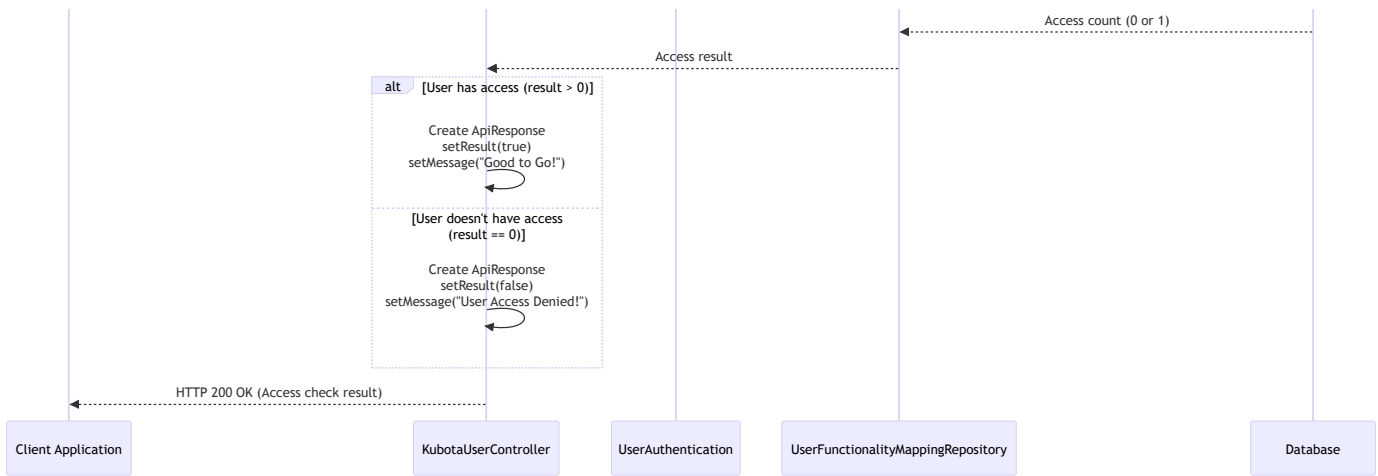 Access count (0 or 1)
Access result
alt
[User has access (result > 0)]
Create ApiResponse
setResult(true)
setMessage("Good to Go!")
[User doesn't have access
(result == 0)]
Create ApiResponse
setResult(false)
setMessage("User Access Denied!")
HTTP 200 OK (Access check result)
Client Application
KubotaUserController
UserAuthentication
UserFunctionalityMappingRepository
Database